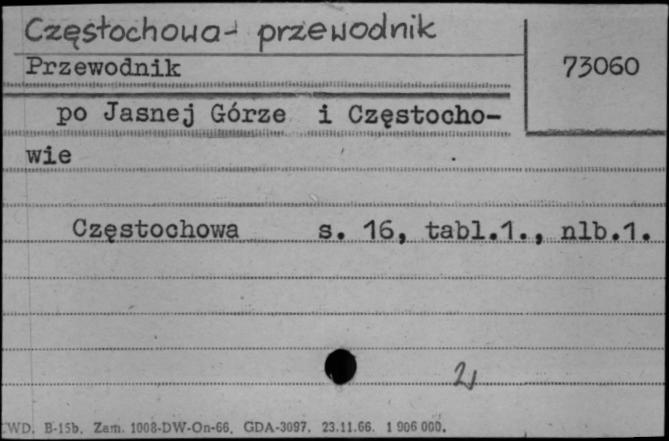 Częstochowa - przewodnik
Przewodnik
73060
po Jasnej Górze i Częstocho-
wie
Częstochowa s. 16, tabl.1., nlb.1.
WD. B-15b. Zam. 1008-DW-On-66. GDA-3097. 23.11.66. 1 906 000.